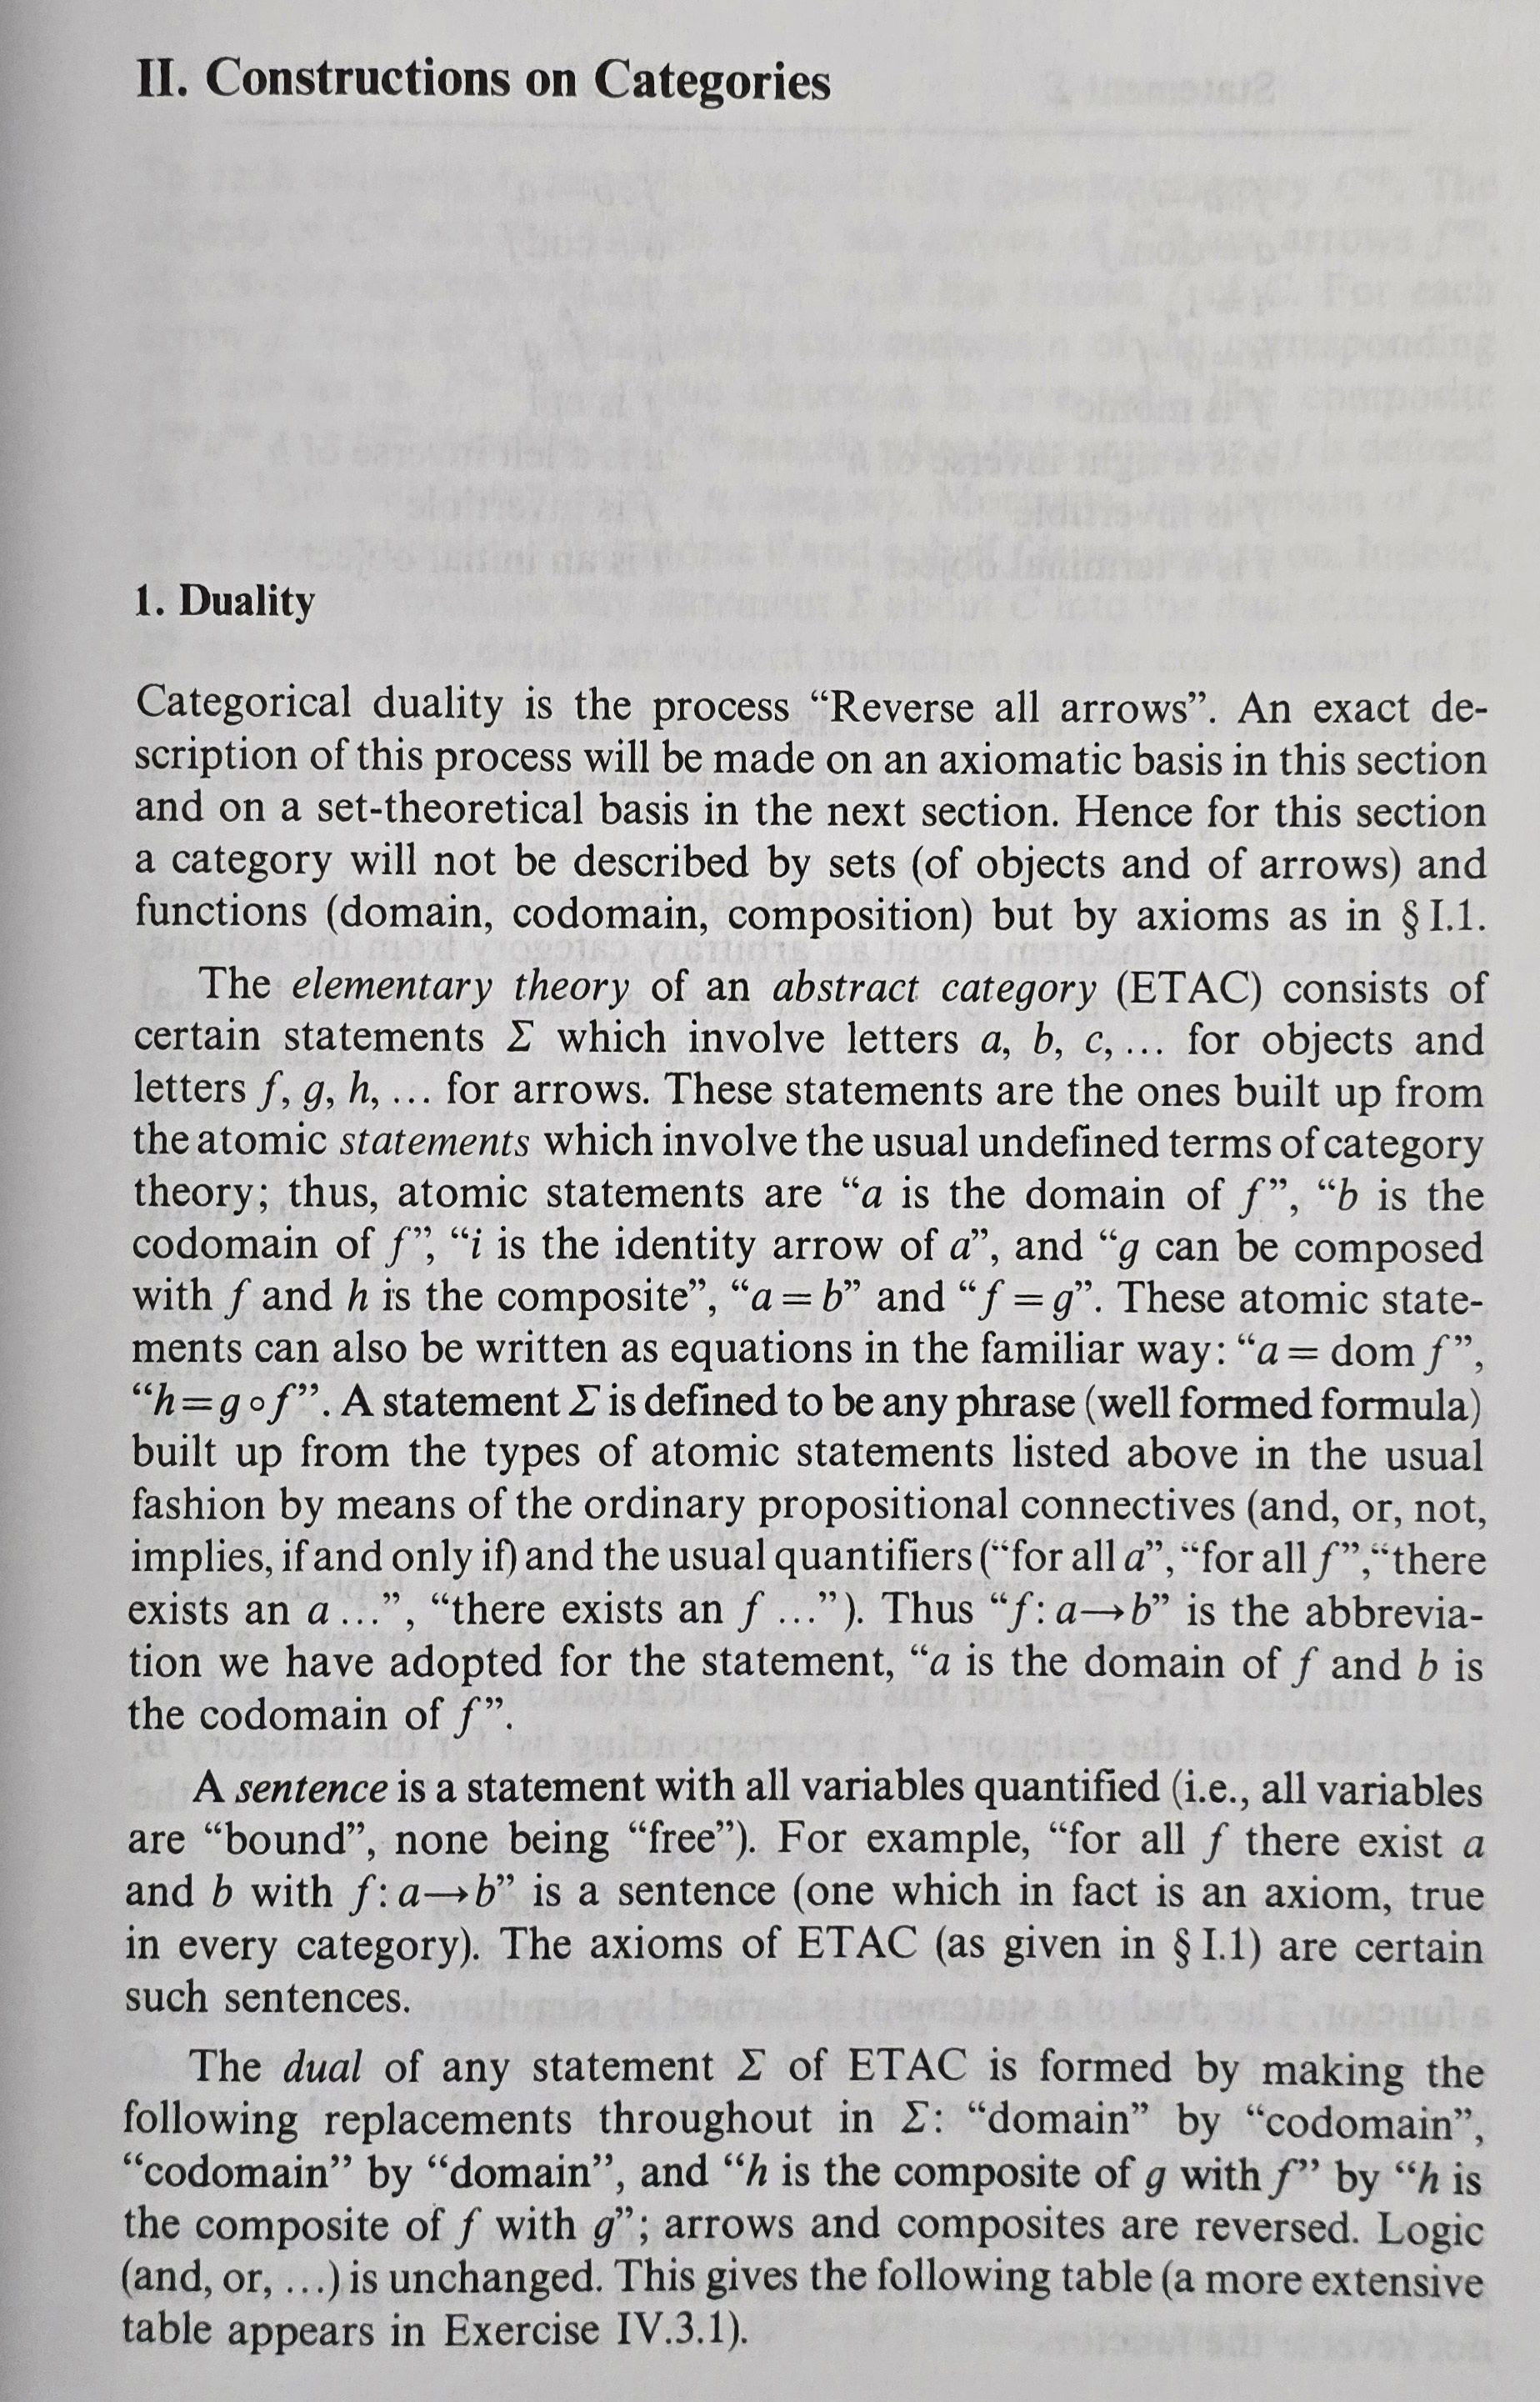 II. Constructions on Categories
1. Duality
Categorical duality is the process “Reverse all arrows”. An exact de-
scription of this process will be made on an axiomatic basis in this section
and on a set-theoretical basis in the next section. Hence for this section
a category will not be described by sets (of objects and of arrows) and
functions (domain, codomain, composition) but by axioms as in § I.1.
The elementary theory of an abstract category (ETAC) consists of
certain statements Σ which involve letters a, b, c, ... for objects and
letters f, g, h, ... for arrows. These statements are the ones built up from
the atomic statements which involve the usual undefined terms of category
theory; thus, atomic statements are “a is the domain of f”, “b is the
codomain of f”, “i is the identity arrow of a”, and “g can be composed
with f and h is the composite”, “a = b” and “f = g”. These atomic state-
ments can also be written as equations in the familiar way: “a = dom f”,
“h = g ∘ f”. A statement Σ is defined to be any phrase (well formed formula)
built up from the types of atomic statements listed above in the usual
fashion by means of the ordinary propositional connectives (and, or, not,
implies, if and only if) and the usual quantifiers (“for all a”, “for all f”, “there
exists an a ...”, “there exists an f ...”). Thus “f: a→b” is the abbrevia-
tion we have adopted for the statement, “a is the domain of f and b is
the codomain of f”.
A sentence is a statement with all variables quantified (i.e., all variables
are “bound”, none being “free”). For example, “for all f there exist a
and b with f: a→b” is a sentence (one which in fact is an axiom, true
in every category). The axioms of ETAC (as given in § I.1) are certain
such sentences.
The dual of any statement Σ of ETAC is formed by making the
following replacements throughout in Σ: “domain” by “codomain”,
“codomain” by “domain”, and “h is the composite of g with f” by “h is
the composite of f with g”; arrows and composites are reversed. Logic
(and, or, ...) is unchanged. This gives the following table (a more extensive
table appears in Exercise IV.3.1).